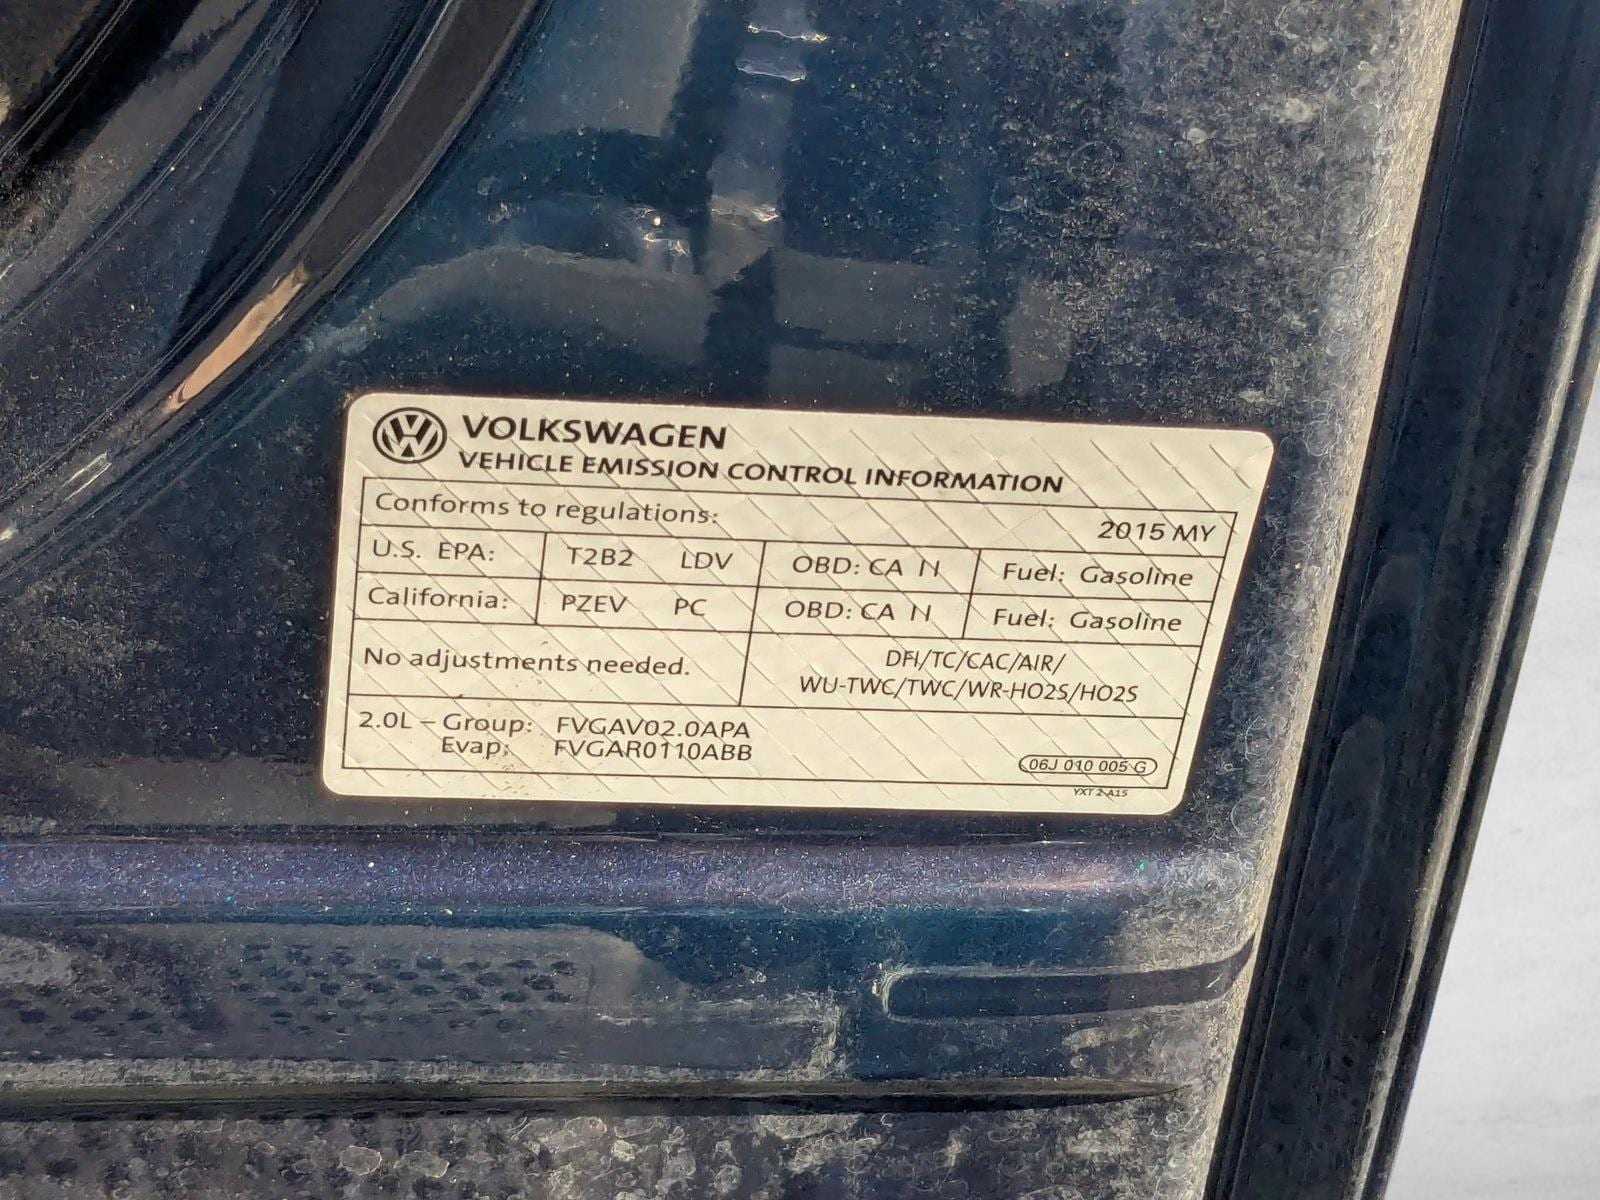 VOLKSWAGEN
VEHICLE EMISSION CONTROL INFORMATION
Conforms to regulations: 2015 MY
U.S. EPA: T2B2 LDV OBD: CA II Fuel: Gasoline
California: PZEV PC OBD: CA II Fuel: Gasoline
No adjustments needed. DFI/TC/CAC/AIR/
WU-TWC/TWC/WR-HO2S/HO2S
2.0L – Group: FVGAV02.0APA
Evap: FVGAR0110ABB
06J 010 005 G
YXT 2 A15